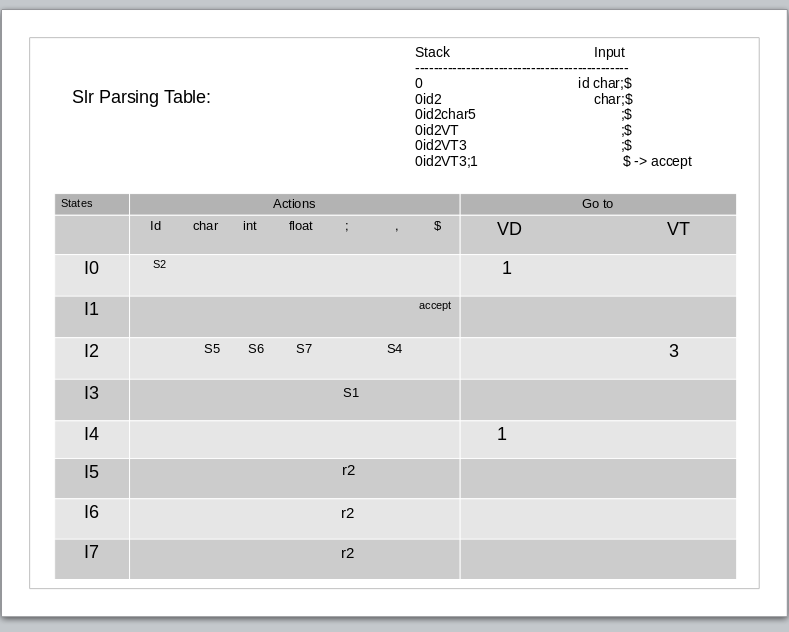 Slr Parsing Table:
Stack Input
-----------------------------------------------
0 id char;$
0id2 char;$
0id2char5 ;$
0id2VT ;$
0id2VT3 ;$
0id2VT3;1 $ -> accept
States Actions Go to
Id char int float ; , $ VD VT
I0 S2 1
I1 accept
I2 S5 S6 S7 S4 3
I3 S1
I4 1
I5 r2
I6 r2
I7 r2